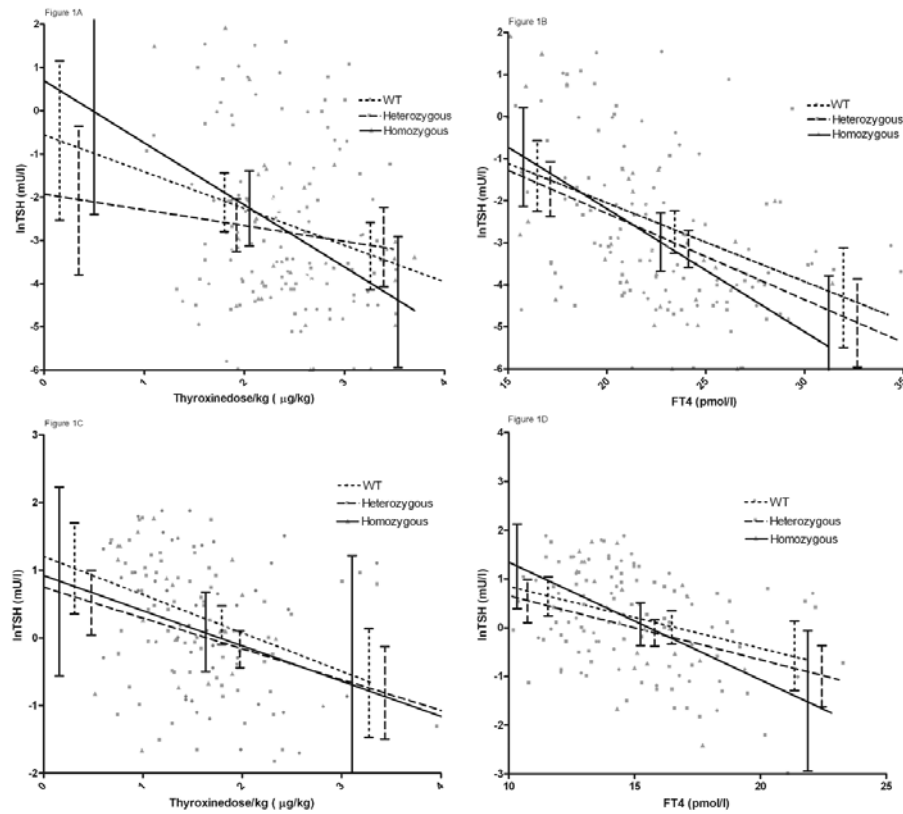 Figure 1A
2
1
0
-1
-2
-3
-4
-5
-6
lnTSH (mU/l)
WT
Heterozygous
Homozygous
0
1
2
3
4
Thyroxinedose/kg ( μg/kg)
Figure 1B
2
1
0
-1
-2
-3
-4
-5
-6
lnTSH (mU/l)
WT
Heterozygous
Homozygous
15
20
25
30
35
FT4 (pmol/l)
Figure 1C
3
2
1
0
-1
-2
lnTSH (mU/l)
WT
Heterozygous
Homozygous
0
1
2
3
4
Thyroxinedose/kg (μg/kg)
Figure 1D
4
3
2
1
0
-1
-2
-3
lnTSH (mU/l)
WT
Heterozygous
Homozygous
10
15
20
25
FT4 (pmol/l)